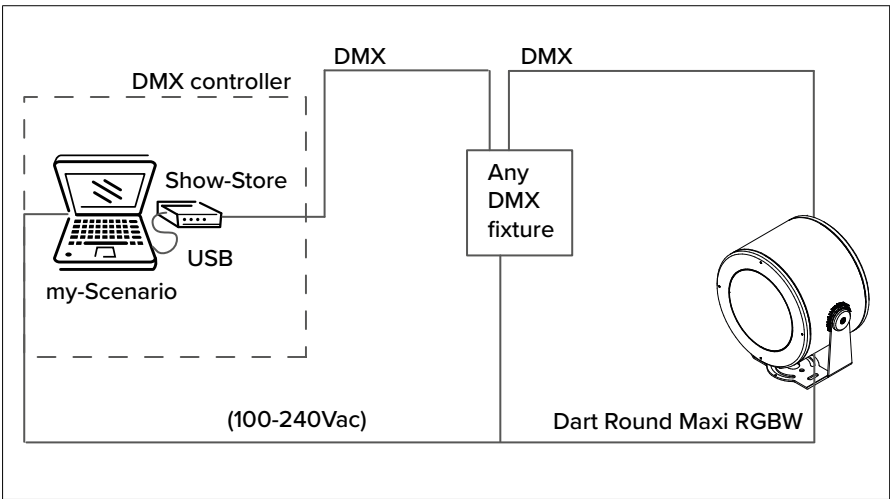 DMX
DMX
DMX controller
Show-Store
Any
DMX
fixture
USB
my-Scenario
(100-240Vac)
Dart Round Maxi RGBW